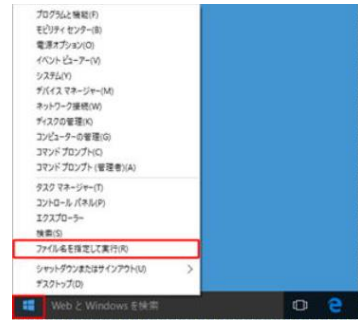 プログラムと機能(F)
モビリティ センター(B)
電源オプション(O)
イベント ビューアー(V)
システム(Y)
デバイス マネージャー(M)
ネットワーク接続(W)
ディスクの管理(K)
コンピューターの管理(G)
コマンド プロンプト(C)
コマンド プロンプト (管理者)(A)
タスク マネージャー(T)
コントロール パネル(P)
エクスプローラー
検索(S)
ファイル名を指定して実行(R)
シャットダウンまたはサインアウト(U)
デスクトップ(D)
Web と Windows を検索